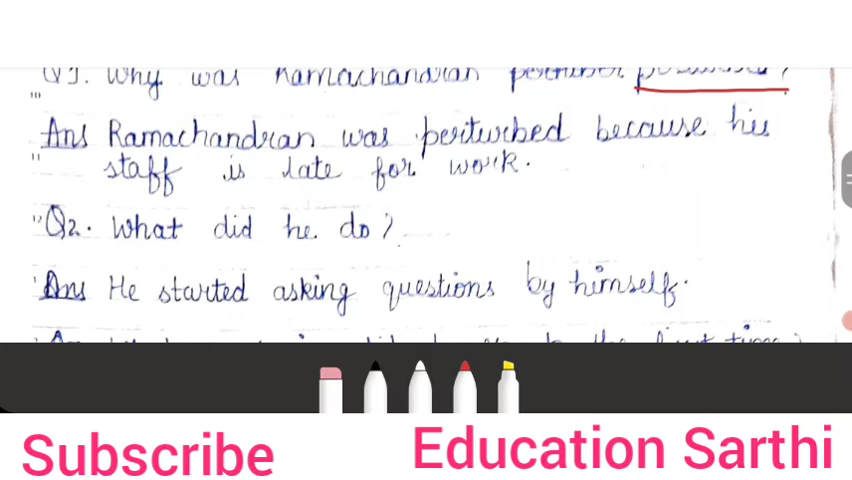 Q1. Why was Ramachandran
Ans Ramachandran was perturbed because his
staff is late for work.
Q2. What did he do?
Ans He started asking questions by himself.
Subscribe
Education Sarthi